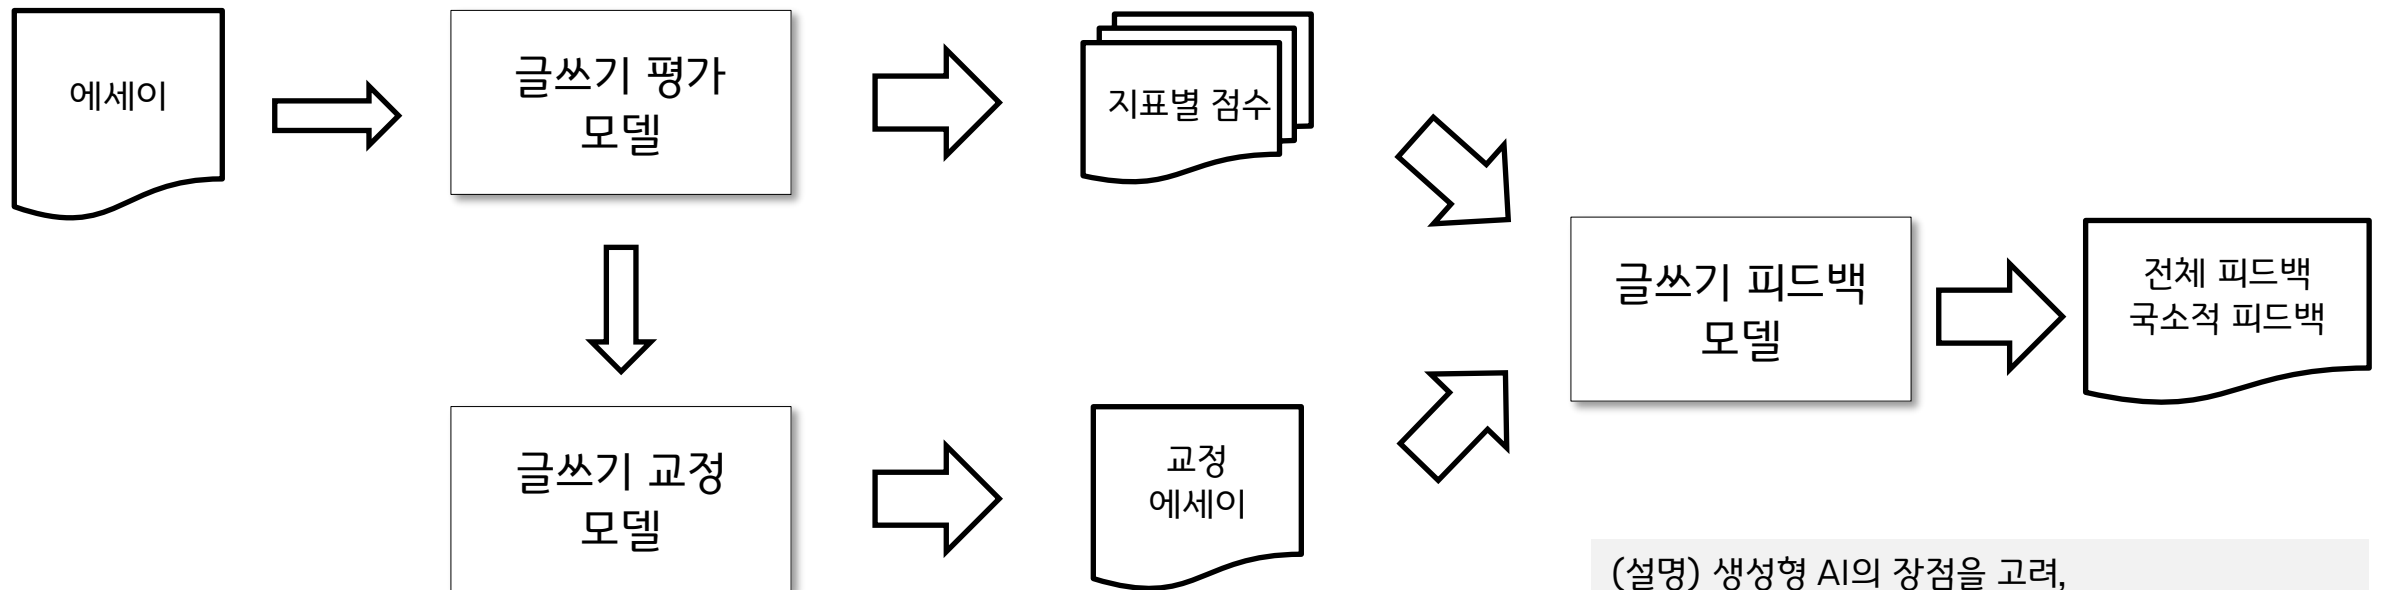 에세이
글쓰기 평가
모델
지표별 점수
글쓰기 피드백
모델
전체 피드백
국소적 피드백
글쓰기 교정
모델
교정
에세이
(설명) 생성형 AI의 장점을 고려,